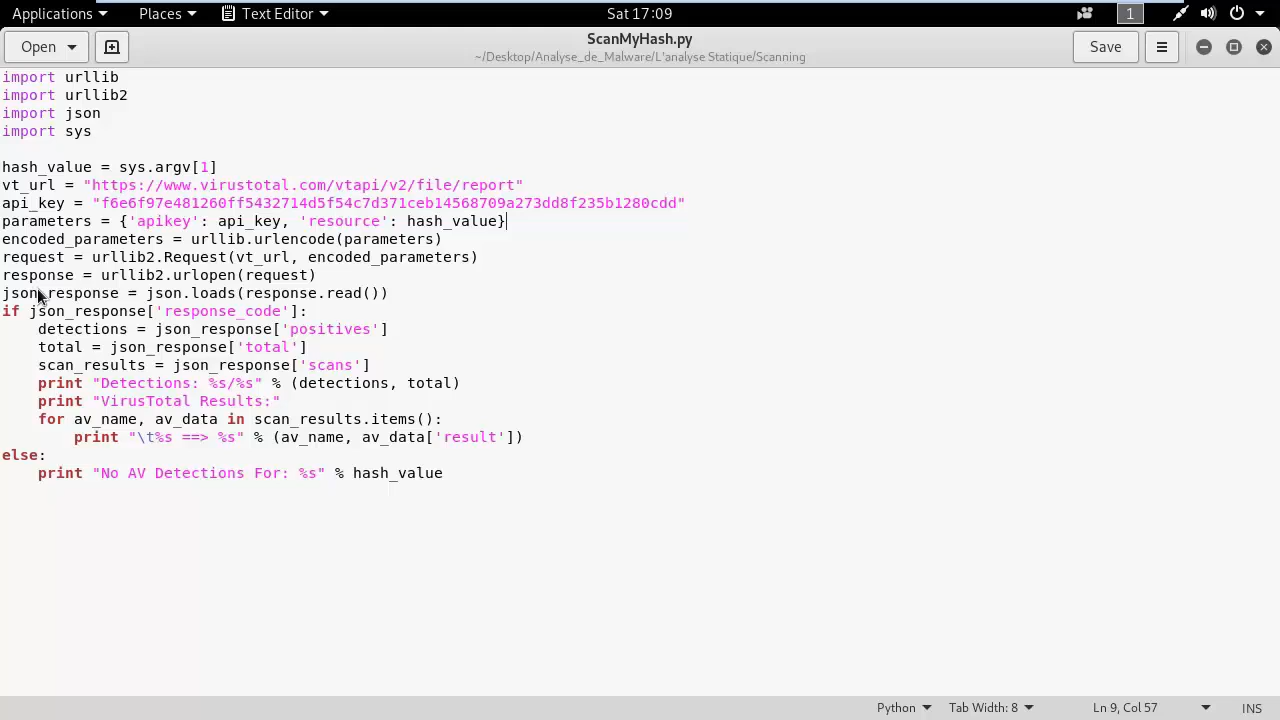 Applications Places Text Editor Sat 17:09 1
Open ScanMyHash.py Save
~/Desktop/Analyse_de_Malware/L'analyse Statique/Scanning
import urllib
import urllib2
import json
import sys
hash_value = sys.argv[1]
vt_url = "https://www.virustotal.com/vtapi/v2/file/report"
api_key = "f6e6f97e481260ff5432714d5f54c7d371ceb14568709a273dd8f235b1280cdd"
parameters = {'apikey': api_key, 'resource': hash_value}
encoded_parameters = urllib.urlencode(parameters)
request = urllib2.Request(vt_url, encoded_parameters)
response = urllib2.urlopen(request)
json_response = json.loads(response.read())
if json_response['response_code']:
    detections = json_response['positives']
    total = json_response['total']
    scan_results = json_response['scans']
    print "Detections: %s/%s" % (detections, total)
    print "VirusTotal Results:"
    for av_name, av_data in scan_results.items():
        print "\t%s ==> %s" % (av_name, av_data['result'])
else:
    print "No AV Detections For: %s" % hash_value
Python Tab Width: 8 Ln 9, Col 57 INS